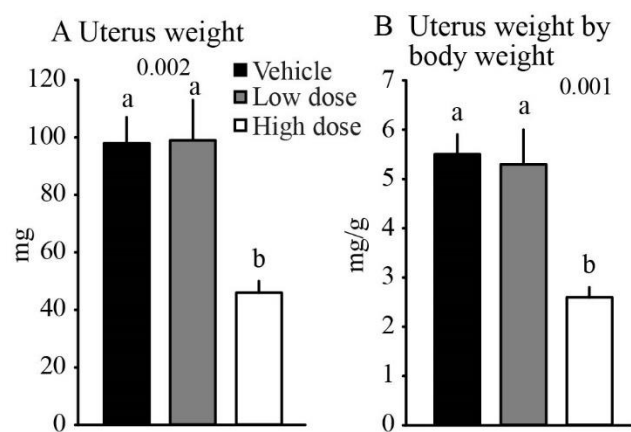 A Uterus weight
120
100
80
60
40
20
0
mg
0.002
a
a
b
Vehicle
Low dose
High dose
B Uterus weight by
body weight
7
6
5
4
3
2
1
0
mg/g
0.001
a
a
b